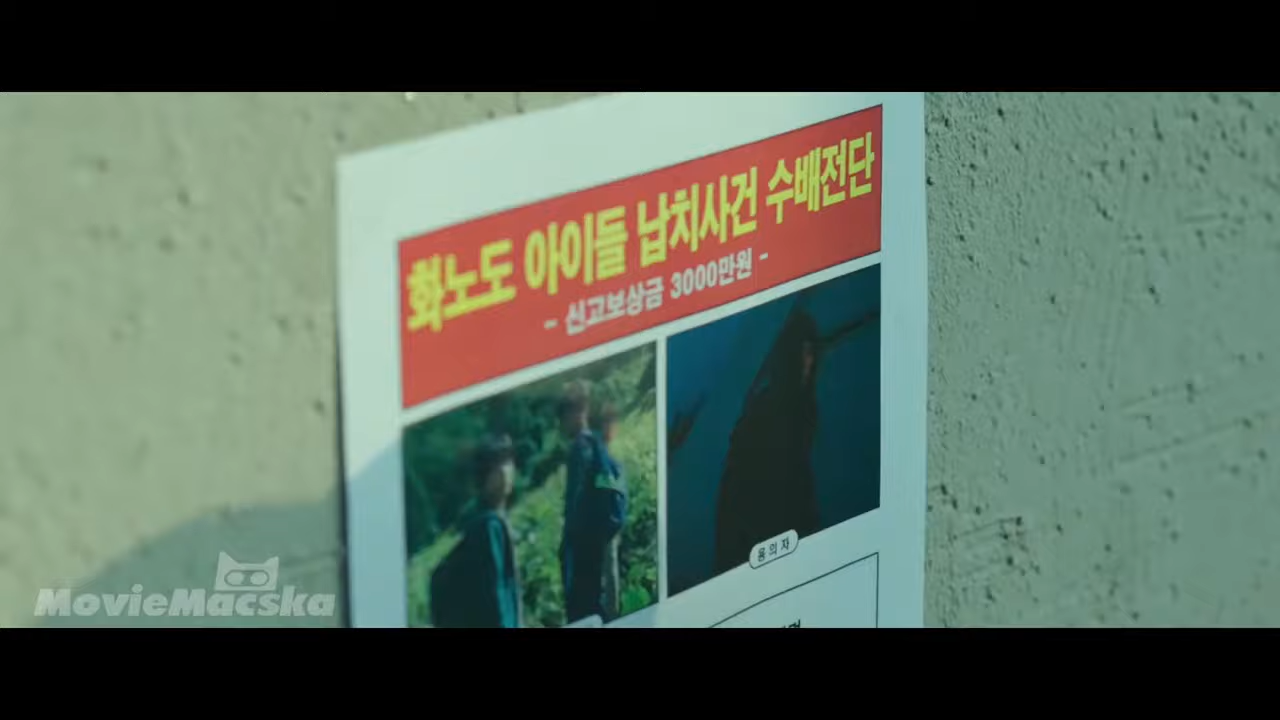 화노도 아이들 납치사건 수배전단
- 신고보상금 3000만원 -
용의자
MovieMacska